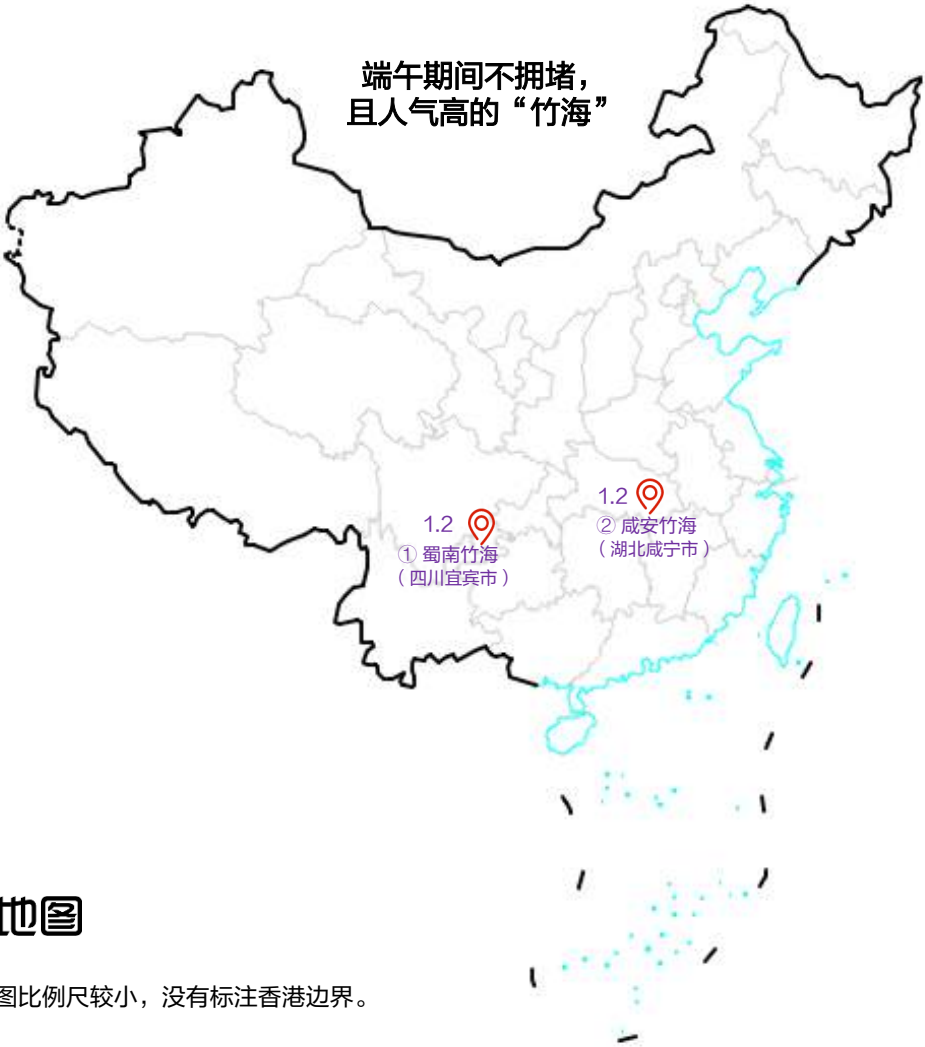 端午期间不拥堵，
且人气高的“竹海”
1.2
① 蜀南竹海
（四川宜宾市）
1.2
② 咸安竹海
（湖北咸宁市）
地图
图比例尺较小，没有标注香港边界。